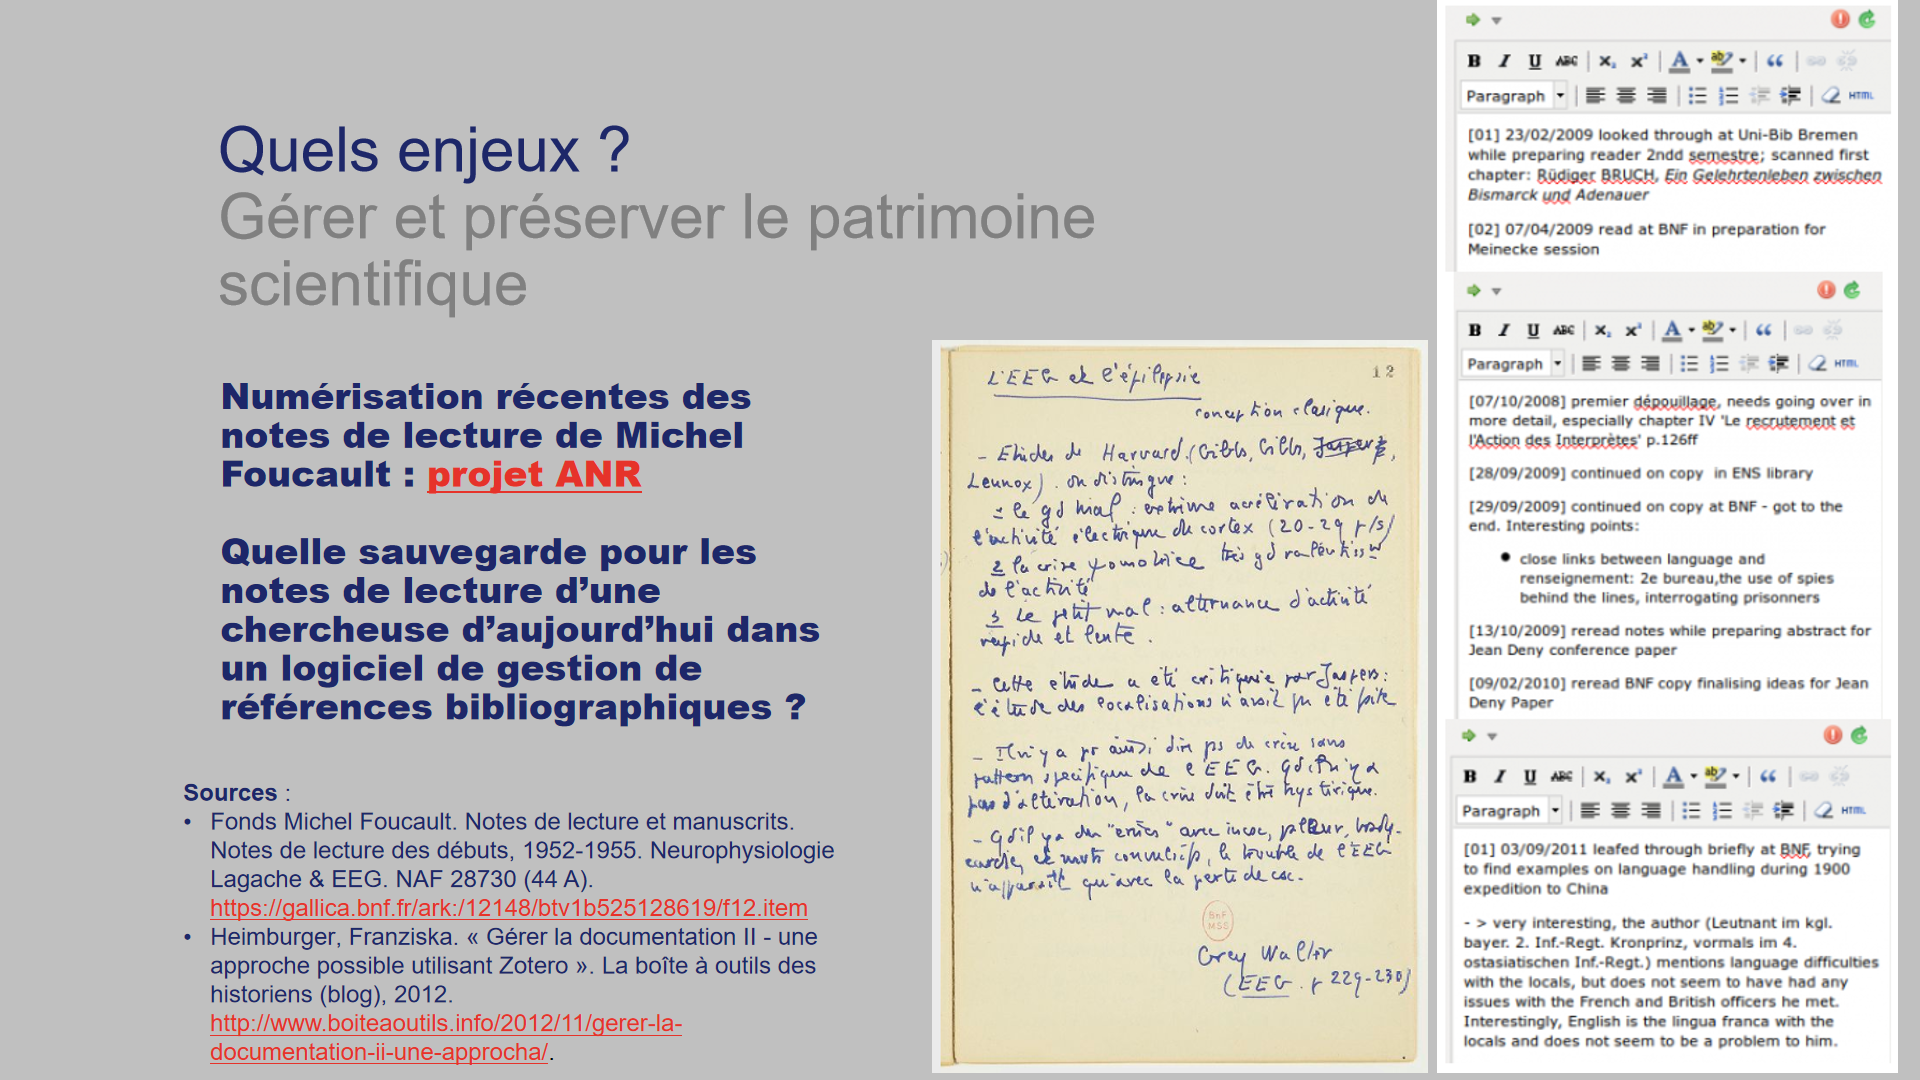 Quels enjeux ?
Gérer et préserver le patrimoine
scientifique
Numérisation récentes des
notes de lecture de Michel
Foucault : projet ANR
Quelle sauvegarde pour les
notes de lecture d’une
chercheuse d’aujourd’hui dans
un logiciel de gestion de
références bibliographiques ?
Sources :
• Fonds Michel Foucault. Notes de lecture et manuscrits.
Notes de lecture des débuts, 1952-1955. Neurophysiologie
Lagache & EEG. NAF 28730 (44 A).
https://gallica.bnf.fr/ark:/12148/btv1b525128619/f12.item
• Heimburger, Franziska. « Gérer la documentation II - une
approche possible utilisant Zotero ». La boîte à outils des
historiens (blog), 2012.
http://www.boiteaoutils.info/2012/11/gerer-la-
documentation-ii-une-approcha/.
L'EEG et l'épilepsie
12
conception classique.
- Etudes de Harvard (Gibbs, Gibbs,
Lennox). on distingue :
1 le gd mal : extrême accélération de
l'activité électrique du cortex (20-29 p/s)
2 la crise ψomotrice très gd ralentissmt
de l'activité
3 Le petit mal : alternance d'activité
rapide et lente.
- Cette étude a été critiquée par Jaspers :
l'étude des localisations n'avait pas été faite
- Il n'y a pr ainsi dire ps de crise sans
pattern spécifique de l'EEG. Qd il n'y a
pas d'altération, la crise doit être hystérique.
- Qd il y a des "crises" avec incsc, pâleur, brady-
cardie, et mvts convulsifs, le trouble de l'EEG
n'apparaît qu'avec la perte de csc.
BnF
MSS
Grey Walter
(EEG. p 229-230)
B I U ABC x₂ x² A ab
Paragraph HTML
[01] 23/02/2009 looked through at Uni-Bib Bremen
while preparing reader 2ndd semestre; scanned first
chapter: Rüdiger BRUCH, Ein Gelehrtenleben zwischen
Bismarck und Adenauer
[02] 07/04/2009 read at BNF in preparation for
Meinecke session
B I U ABC x₂ x² A ab
Paragraph HTML
[07/10/2008] premier dépouillage, needs going over in
more detail, especially chapter IV 'Le recrutement et
l'Action des Interprètes' p.126ff
[28/09/2009] continued on copy in ENS library
[29/09/2009] continued on copy at BNF - got to the
end. Interesting points:
• close links between language and
renseignement: 2e bureau,the use of spies
behind the lines, interrogating prisonners
[13/10/2009] reread notes while preparing abstract for
Jean Deny conference paper
[09/02/2010] reread BNF copy finalising ideas for Jean
Deny Paper
B I U ABC x₂ x² A ab
Paragraph HTML
[01] 03/09/2011 leafed through briefly at BNF, trying
to find examples on language handling during 1900
expedition to China
- > very interesting, the author (Leutnant im kgl.
bayer. 2. Inf.-Regt. Kronprinz, vormals im 4.
ostasiatischen Inf.-Regt.) mentions language difficulties
with the locals, but does not seem to have had any
issues with the French and British officers he met.
Interestingly, English is the lingua franca with the
locals and does not seem to be a problem to him.